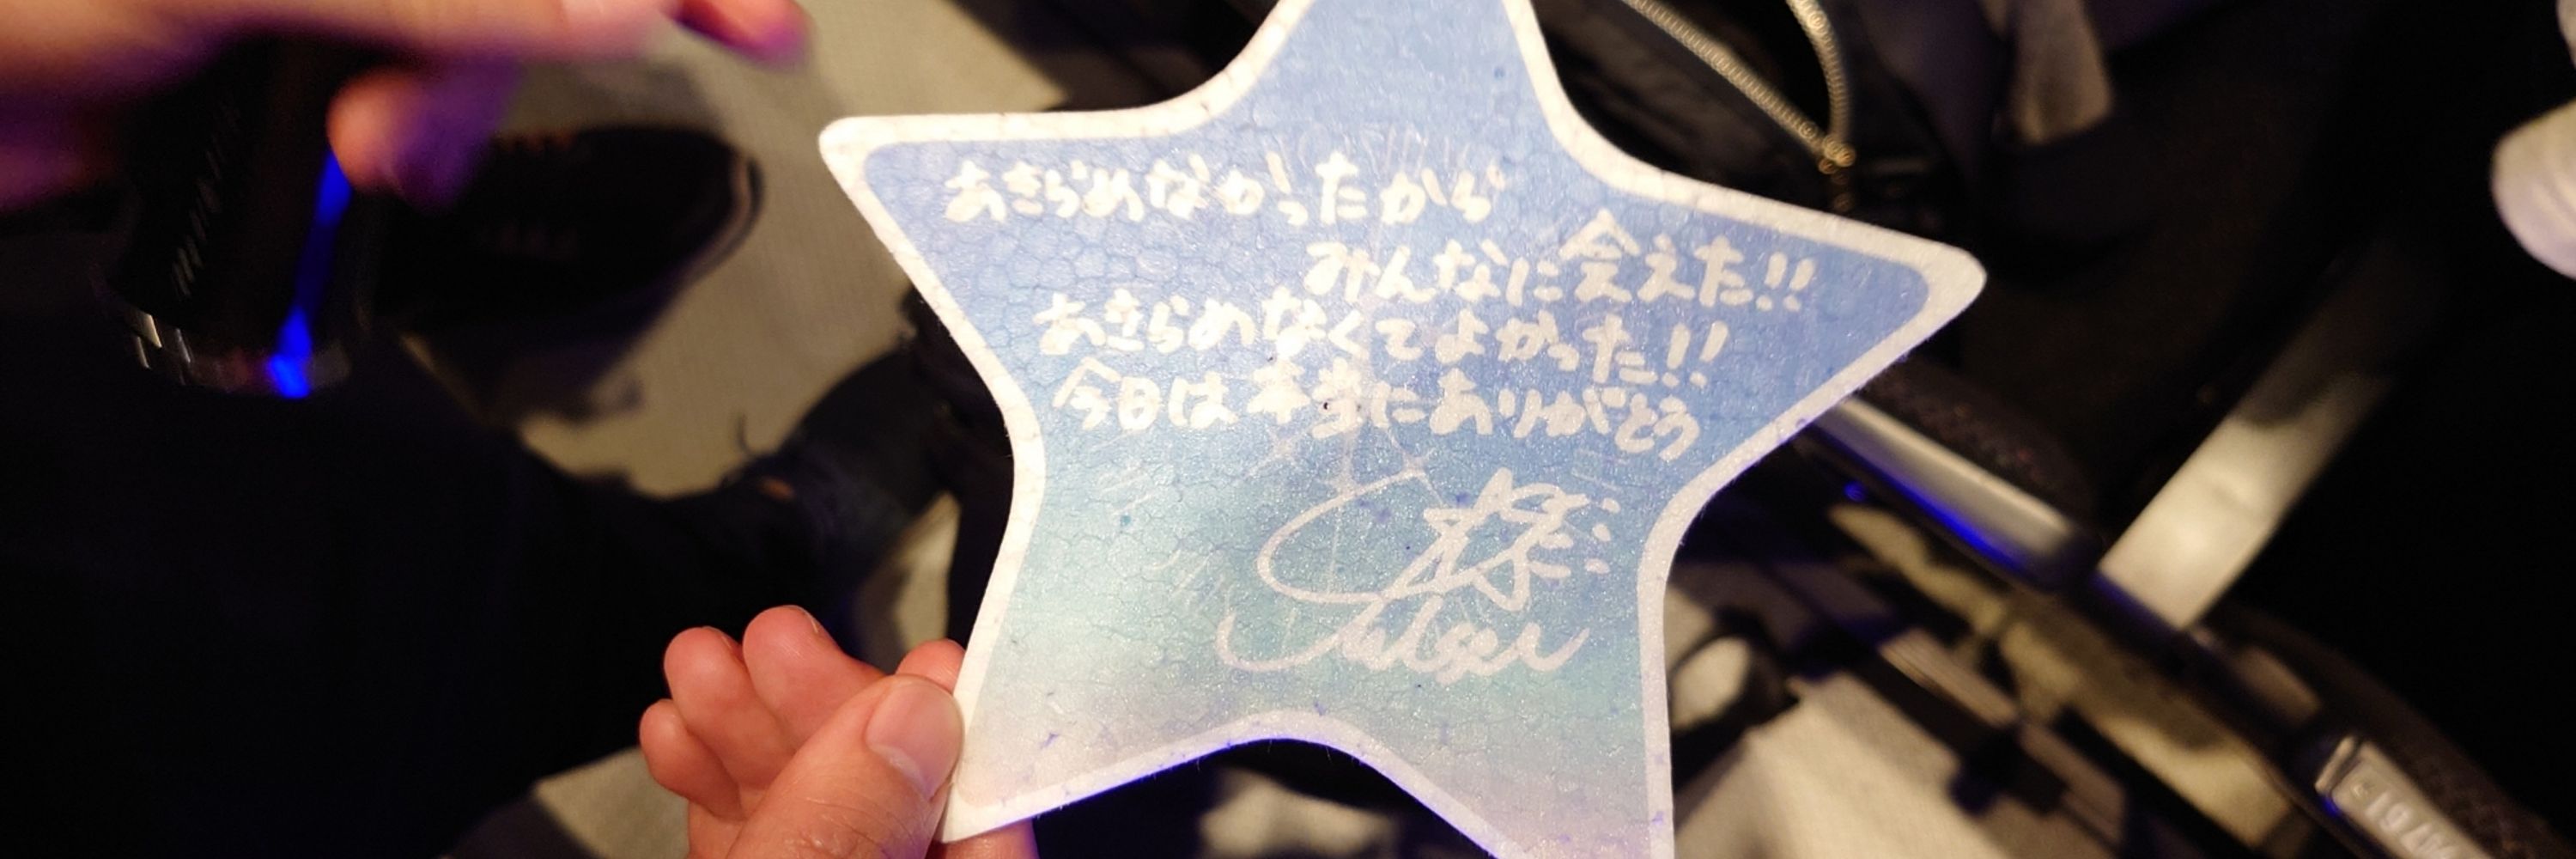 あきらめなかったから
みんなに会えた!!
あきらめなくてよかった!!
今日は本当にありがとう